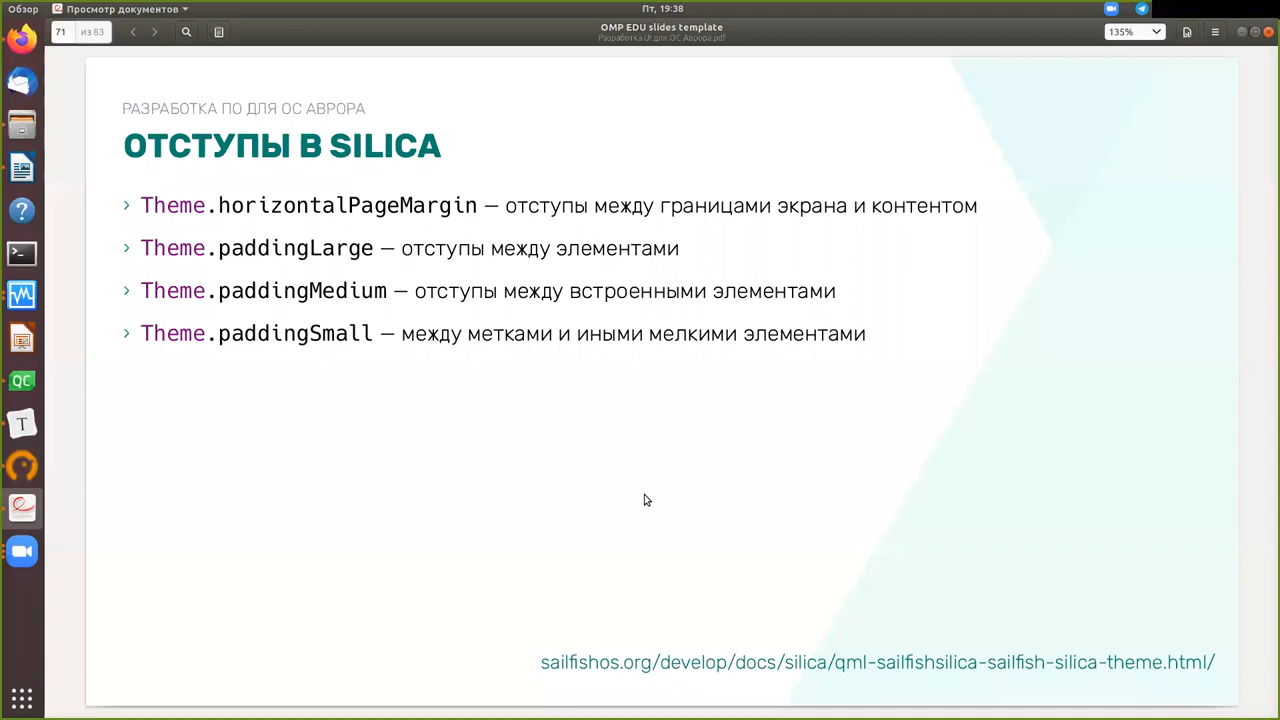 Обзор
Просмотр документов
Пт, 19:38
71
из 83
OMP EDU slides template
Разработка UI для ОС Аврора.pdf
135%
РАЗРАБОТКА ПО ДЛЯ ОС АВРОРА
ОТСТУПЫ В SILICA
› Theme.horizontalPageMargin – отступы между границами экрана и контентом
› Theme.paddingLarge – отступы между элементами
› Theme.paddingMedium – отступы между встроенными элементами
› Theme.paddingSmall – между метками и иными мелкими элементами
QC
T
sailfishos.org/develop/docs/silica/qml-sailfishsilica-sailfish-silica-theme.html/